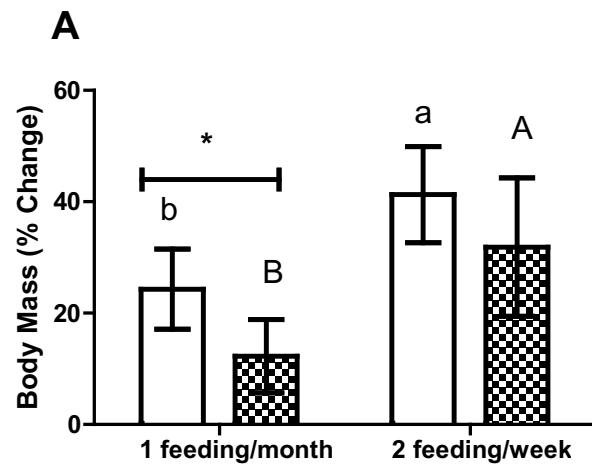 A
Body Mass (% Change)
60
40
20
0
*
b
B
a
A
1 feeding/month
2 feeding/week